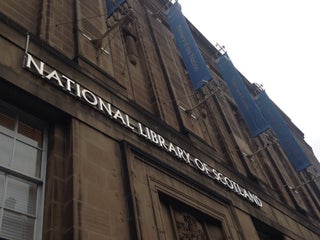 NATIONAL LIBRARY OF SCOTLAND